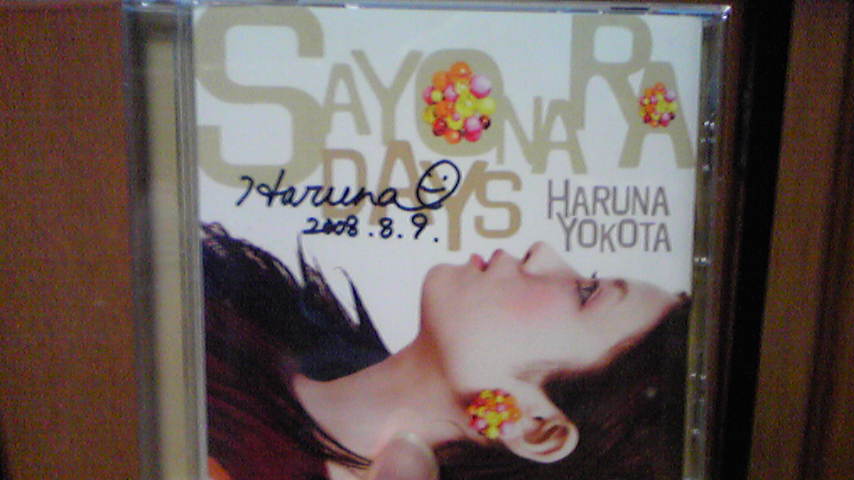 SAYONARA
DAYS
HARUNA
YOKOTA
Haruna
2008.8.9.